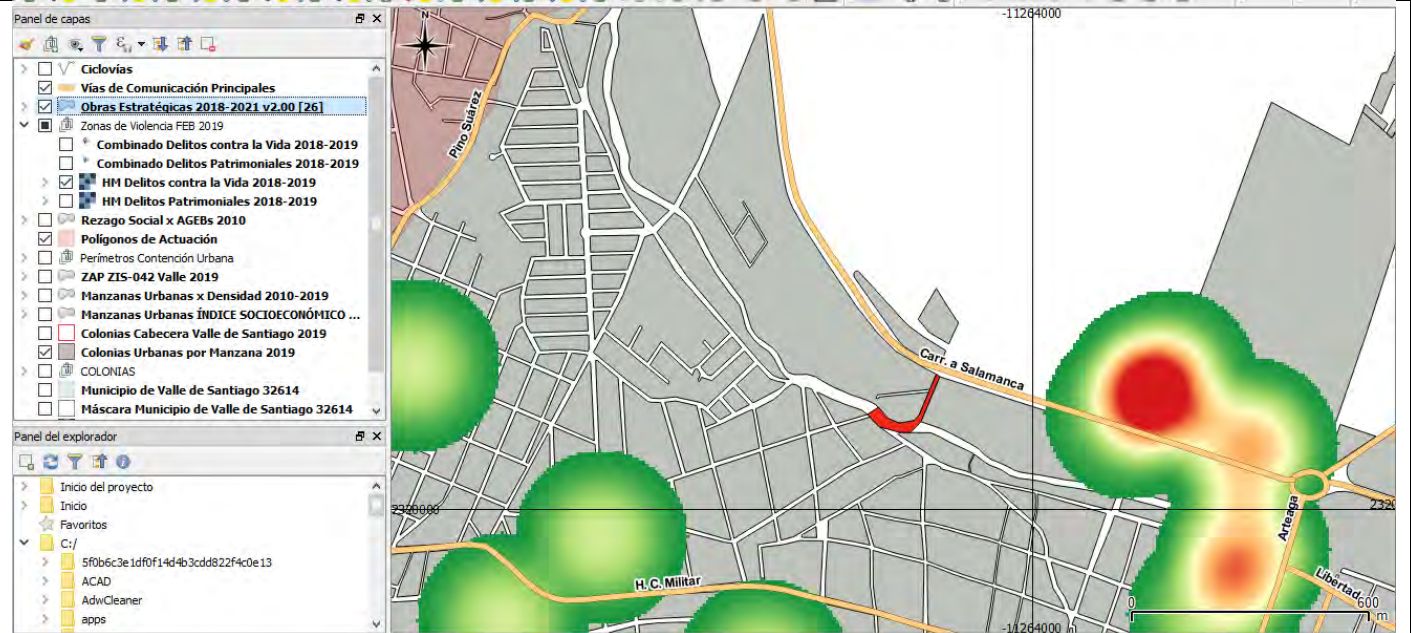 Panel de capas
Ciclovías
Vías de Comunicación Principales
Obras Estratégicas 2018-2021 v2.00 [26]
Zonas de Violencia FEB 2019
Combinado Delitos contra la Vida 2018-2019
Combinado Delitos Patrimoniales 2018-2019
HM Delitos contra la Vida 2018-2019
HM Delitos Patrimoniales 2018-2019
Rezago Social x AGEBs 2010
Polígonos de Actuación
Perímetros Contención Urbana
ZAP ZIS-042 Valle 2019
Manzanas Urbanas x Densidad 2010-2019
Manzanas Urbanas ÍNDICE SOCIOECONÓMICO ...
Colonias Cabecera Valle de Santiago 2019
Colonias Urbanas por Manzana 2019
COLONIAS
Municipio de Valle de Santiago 32614
Máscara Municipio de Valle de Santiago 32614
Panel del explorador
Inicio del proyecto
Inicio
Favoritos
C:/
5f0b6c3e1df0f14d4b3cdd822f4c0e13
ACAD
AdwCleaner
apps
-11264000
N
Pino Suárez
Carr. a Salamanca
2320000
2320
Arteaga
H. C. Militar
Libertad
0
600
m
-11264000